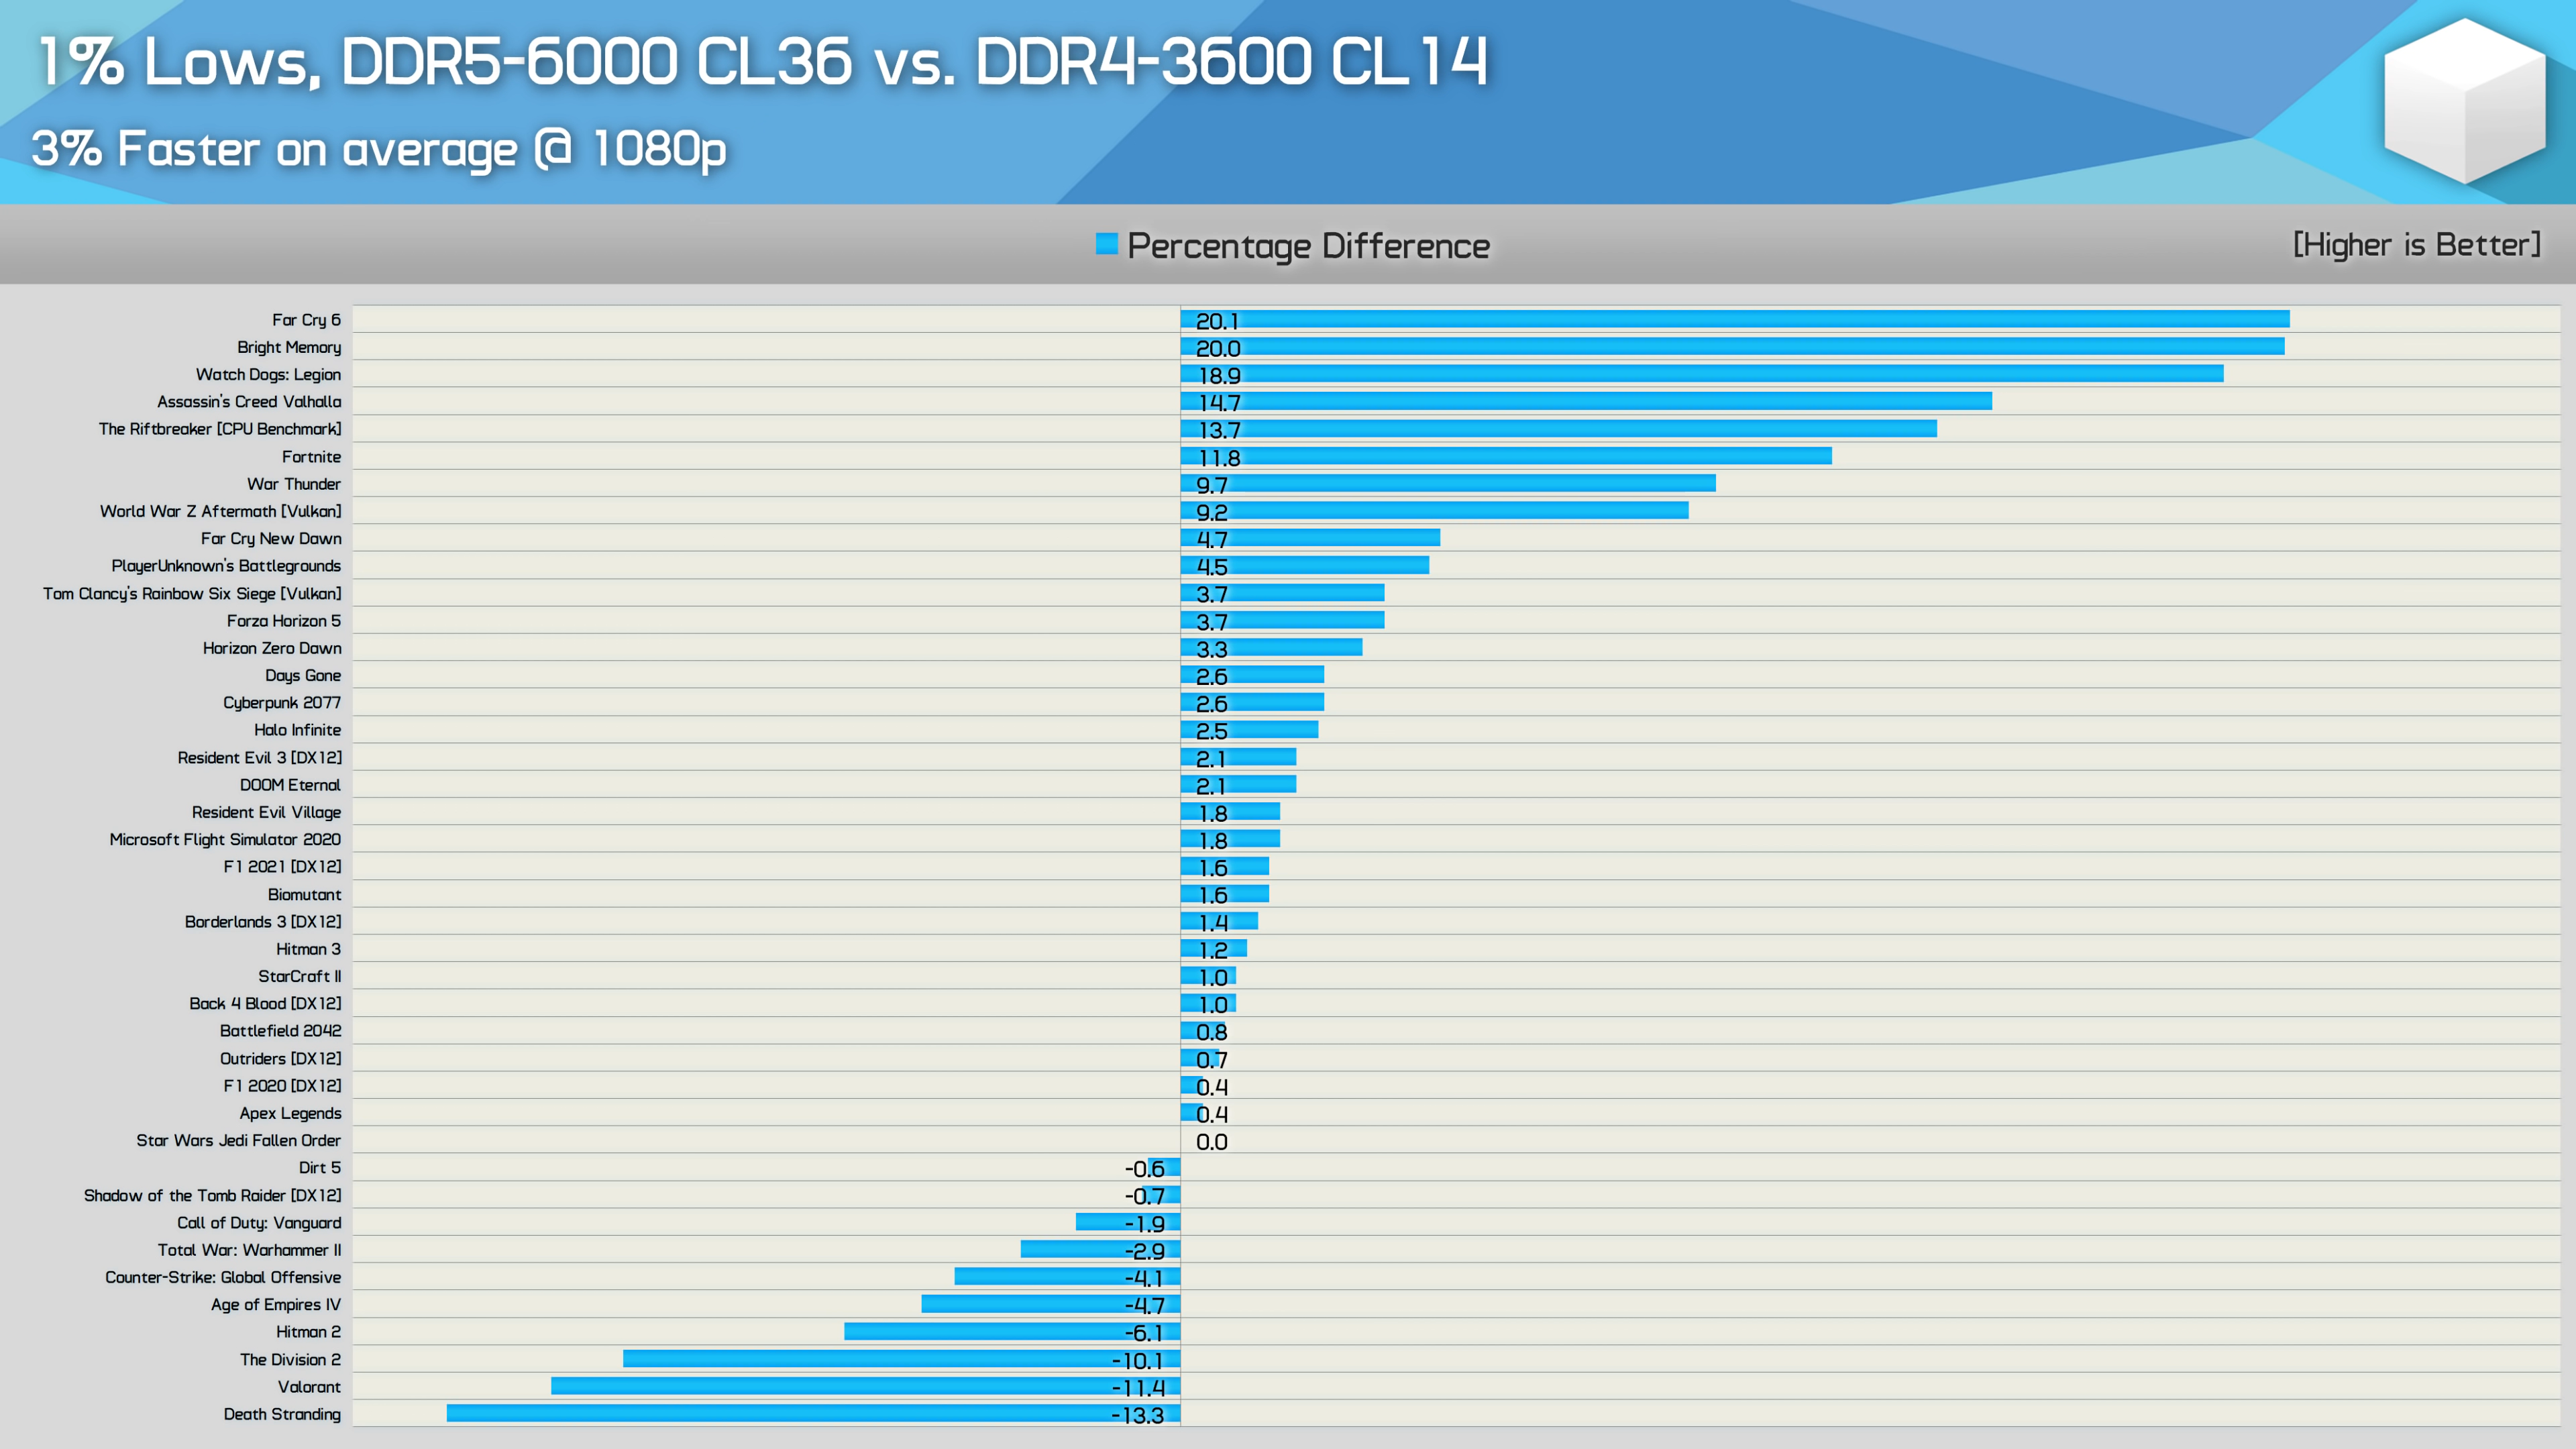 1% Lows, DDR5-6000 CL36 vs. DDR4-3600 CL14
3% Faster on average @ 1080p
Percentage Difference
[Higher is Better]
Far Cry 6 20.1
Bright Memory 20.0
Watch Dogs: Legion 18.9
Assassin's Creed Valhalla 14.7
The Riftbreaker [CPU Benchmark] 13.7
Fortnite 11.8
War Thunder 9.7
World War Z Aftermath [Vulkan] 9.2
Far Cry New Dawn 4.7
PlayerUnknown's Battlegrounds 4.5
Tom Clancy's Rainbow Six Siege [Vulkan] 3.7
Forza Horizon 5 3.7
Horizon Zero Dawn 3.3
Days Gone 2.6
Cyberpunk 2077 2.6
Halo Infinite 2.5
Resident Evil 3 [DX12] 2.1
DOOM Eternal 2.1
Resident Evil Village 1.8
Microsoft Flight Simulator 2020 1.8
F1 2021 [DX12] 1.6
Biomutant 1.6
Borderlands 3 [DX12] 1.4
Hitman 3 1.2
StarCraft II 1.0
Back 4 Blood [DX12] 1.0
Battlefield 2042 0.8
Outriders [DX12] 0.7
F1 2020 [DX12] 0.4
Apex Legends 0.4
Star Wars Jedi Fallen Order 0.0
Dirt 5 -0.6
Shadow of the Tomb Raider [DX12] -0.7
Call of Duty: Vanguard -1.9
Total War: Warhammer II -2.9
Counter-Strike: Global Offensive -4.1
Age of Empires IV -4.7
Hitman 2 -6.1
The Division 2 -10.1
Valorant -11.4
Death Stranding -13.3